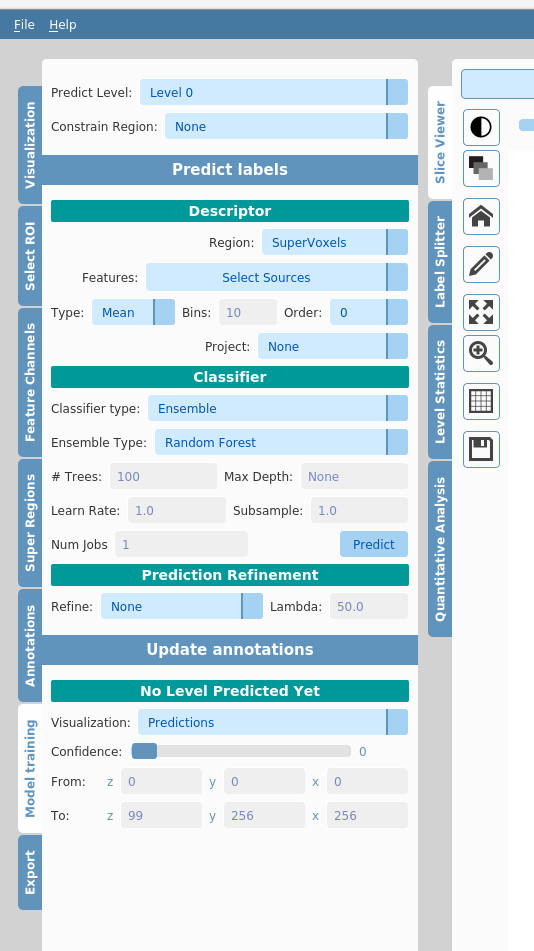 File Help
Visualization
Select ROI
Feature Channels
Super Regions
Annotations
Model training
Export
Predict Level: Level 0
Constrain Region: None
Predict labels
Descriptor
Region: SuperVoxels
Features: Select Sources
Type: Mean Bins: 10 Order: 0
Project: None
Classifier
Classifier type: Ensemble
Ensemble Type: Random Forest
# Trees: 100 Max Depth: None
Learn Rate: 1.0 Subsample: 1.0
Num Jobs 1 Predict
Prediction Refinement
Refine: None Lambda: 50.0
Update annotations
No Level Predicted Yet
Visualization: Predictions
Confidence: 0
From: z 0 y 0 x 0
To: z 99 y 256 x 256
Slice Viewer
Label Splitter
Level Statistics
Quantitative Analysis